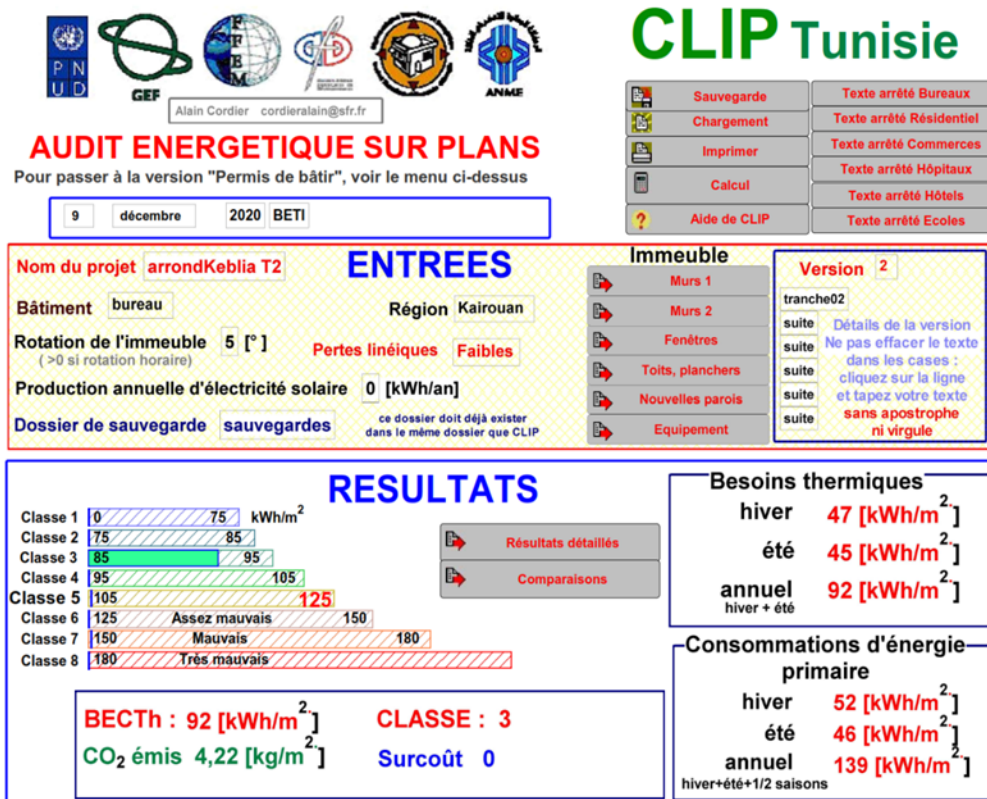 P N
U D
GEF
F F E M
ANME
Alain Cordier cordieralain@sfr.fr
AUDIT ENERGETIQUE SUR PLANS
Pour passer à la version "Permis de bâtir", voir le menu ci-dessus
9 décembre 2020 BETI
CLIP Tunisie
Sauvegarde
Chargement
Imprimer
Calcul
Aide de CLIP
Texte arrêté Bureaux
Texte arrêté Résidentiel
Texte arrêté Commerces
Texte arrêté Hôpitaux
Texte arrêté Hôtels
Texte arrêté Ecoles
ENTREES
Nom du projet arrondKeblia T2
Bâtiment bureau
Région Kairouan
Rotation de l'immeuble 5 [° ]
( >0 si rotation horaire)
Pertes linéiques Faibles
Production annuelle d'électricité solaire 0 [kWh/an]
Dossier de sauvegarde sauvegardes
ce dossier doit déjà exister
dans le même dossier que CLIP
Immeuble
Murs 1
Murs 2
Fenêtres
Toits, planchers
Nouvelles parois
Equipement
Version 2
tranche02
suite
suite
suite
suite
suite
Détails de la version
Ne pas effacer le texte
dans les cases :
cliquez sur la ligne
et tapez votre texte
sans apostrophe
ni virgule
RESULTATS
Classe 1 0 75 kWh/m²
Classe 2 75 85
Classe 3 85 95
Classe 4 95 105
Classe 5 105 125
Classe 6 125 Assez mauvais 150
Classe 7 150 Mauvais 180
Classe 8 180 Très mauvais
Résultats détaillés
Comparaisons
BECTh : 92 [kWh/m².]
CLASSE : 3
CO₂ émis 4,22 [kg/m².]
Surcoût 0
Besoins thermiques
hiver 47 [kWh/m².]
été 45 [kWh/m².]
annuel 92 [kWh/m².]
hiver + été
Consommations d'énergie
primaire
hiver 52 [kWh/m².]
été 46 [kWh/m².]
annuel 139 [kWh/m².]
hiver+été+1/2 saisons